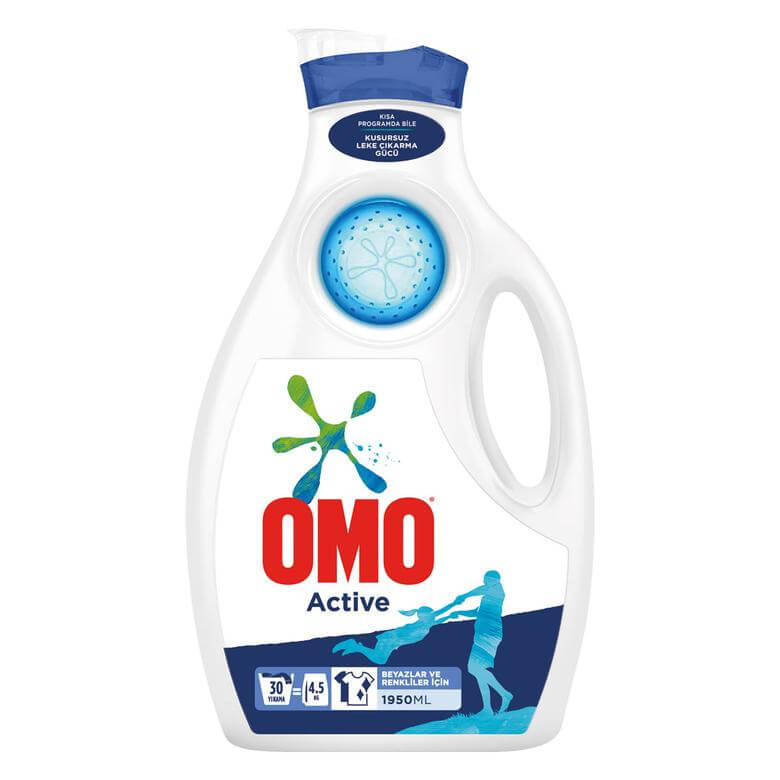 KISA
PROGRAMDA BİLE
KUSURSUZ
LEKE ÇIKARMA
GÜCÜ
OMO®
Active
30
YIKAMA
=
4.5
KG
BEYAZLAR VE
RENKLİLER İÇİN
1950ML